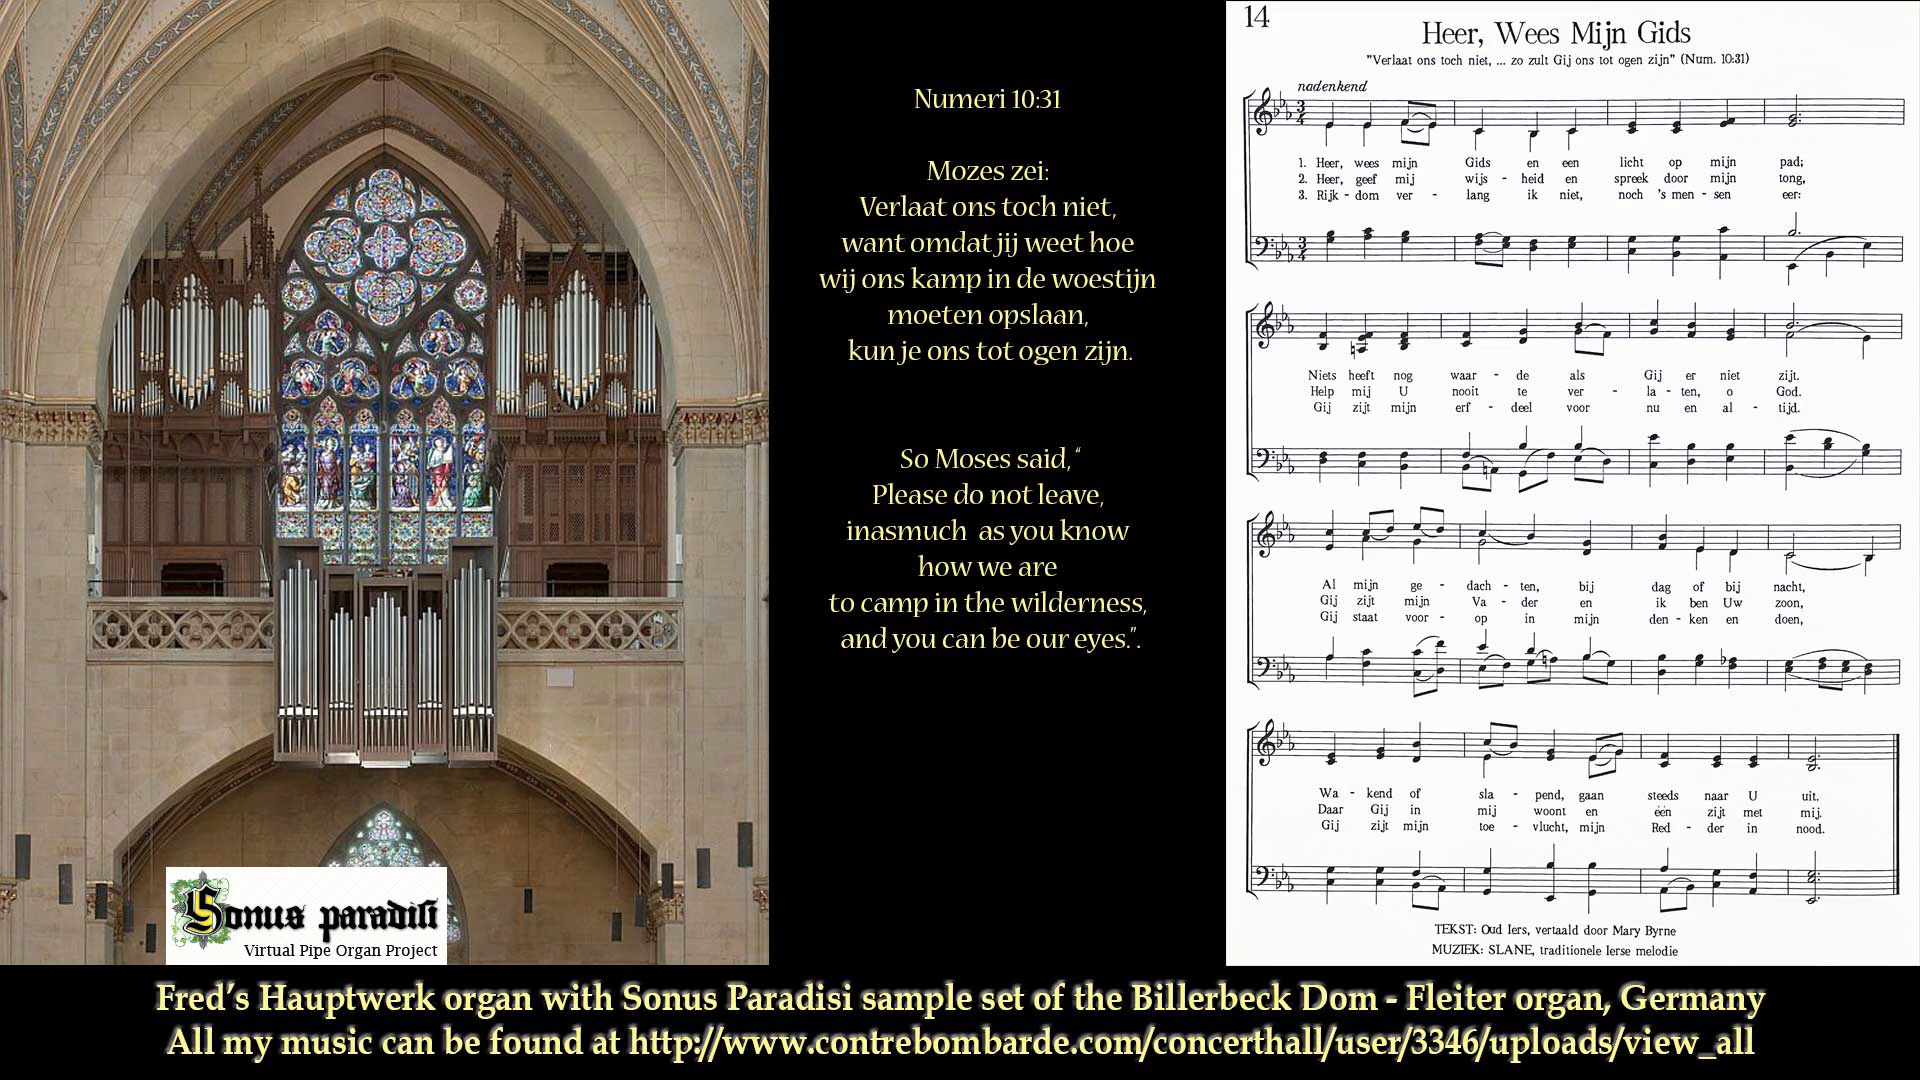 Sonus paradisi
Virtual Pipe Organ Project
Numeri 10:31
Mozes zei:
Verlaat ons toch niet,
want omdat jij weet hoe
wij ons kamp in de woestijn
moeten opslaan,
kun je ons tot ogen zijn.
So Moses said,“
Please do not leave,
inasmuch as you know
how we are
to camp in the wilderness,
and you can be our eyes.”.
14
Heer, Wees Mijn Gids
"Verlaat ons toch niet, ... zo zult Gij ons tot ogen zijn" (Num. 10:31)
nadenkend
1. Heer, wees mijn Gids en een licht op mijn pad;
2. Heer, geef mij wijs - heid en spreek door mijn tong,
3. Rijk - dom ver - lang ik niet, noch 's men - sen eer:
Niets heeft nog waar - de als Gij er niet zijt.
Help mij U nooit te ver - la - ten, o God.
Gij zijt mijn erf - deel voor nu en al - tijd.
Al mijn ge - dach - ten, bij dag of bij nacht,
Gij zijt mijn Va - der en ik ben Uw zoon,
Gij staat voor - op in mijn den - ken en doen,
Wa - kend of sla - pend, gaan steeds naar U uit.
Daar Gij in mij woont en één zijt met mij.
Gij zijt mijn toe - vlucht, mijn Red - der in nood.
TEKST: Oud Iers, vertaald door Mary Byrne
MUZIEK: SLANE, traditionele Ierse melodie
Fred’s Hauptwerk organ with Sonus Paradisi sample set of the Billerbeck Dom - Fleiter organ, Germany
All my music can be found at http://www.contrebombarde.com/concerthall/user/3346/uploads/view_all